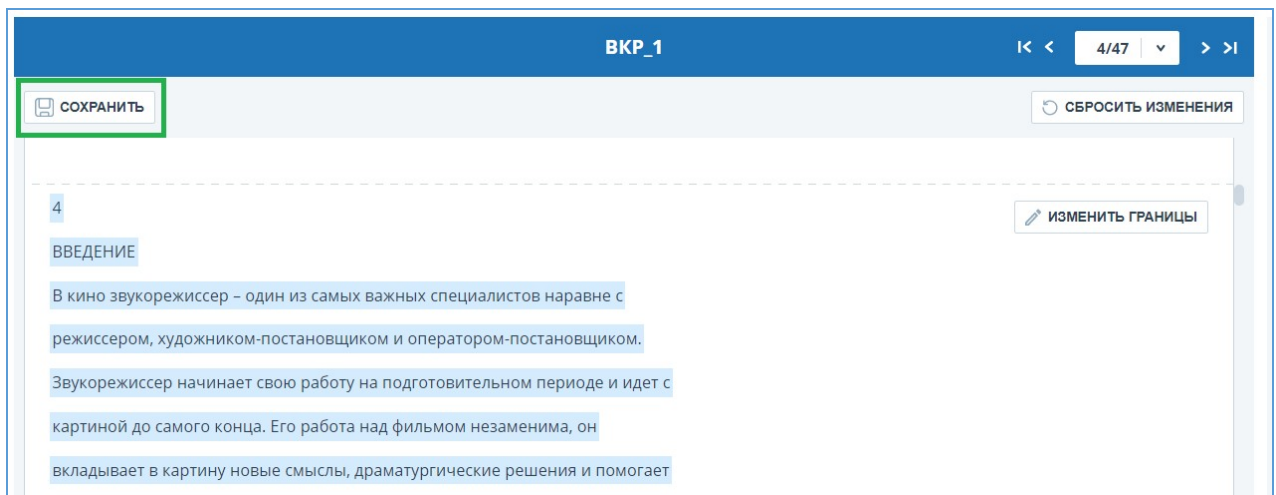 ВКР_1
4/47
СОХРАНИТЬ
СБРОСИТЬ ИЗМЕНЕНИЯ
4
ИЗМЕНИТЬ ГРАНИЦЫ
ВВЕДЕНИЕ
В кино звукорежиссер – один из самых важных специалистов наравне с
режиссером, художником-постановщиком и оператором-постановщиком.
Звукорежиссер начинает свою работу на подготовительном периоде и идет с
картиной до самого конца. Его работа над фильмом незаменима, он
вкладывает в картину новые смыслы, драматургические решения и помогает